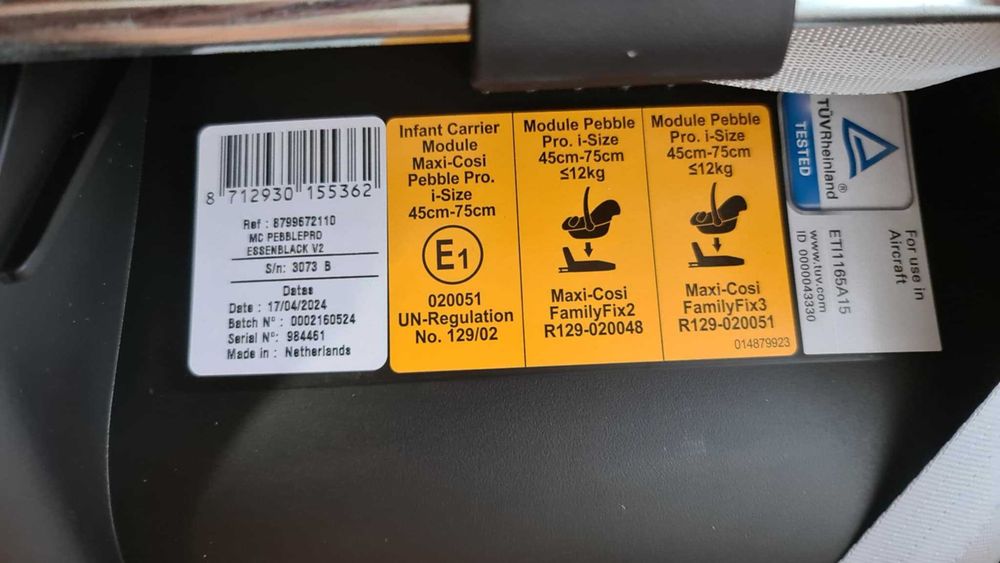 8 712930 155362
Ref : 8799672110
MC PEBBLEPRO
ESSENBLACK V2
S/n: 3073 B
Datas
Date : 17/04/2024
Batch N° : 0002160524
Serial N°: 984461
Made in : Netherlands
Infant Carrier
Module
Maxi-Cosi
Pebble Pro.
i-Size
45cm-75cm
E1
020051
UN-Regulation
No. 129/02
Module Pebble
Pro. i-Size
45cm-75cm
≤12kg
Maxi-Cosi
FamilyFix2
R129-020048
Module Pebble
Pro. i-Size
45cm-75cm
≤12kg
Maxi-Cosi
FamilyFix3
R129-020051
014879923
TÜVRheinland®
TESTED
ETI1165A15
www.tuv.com
ID 0000043330
For use in
Aircraft